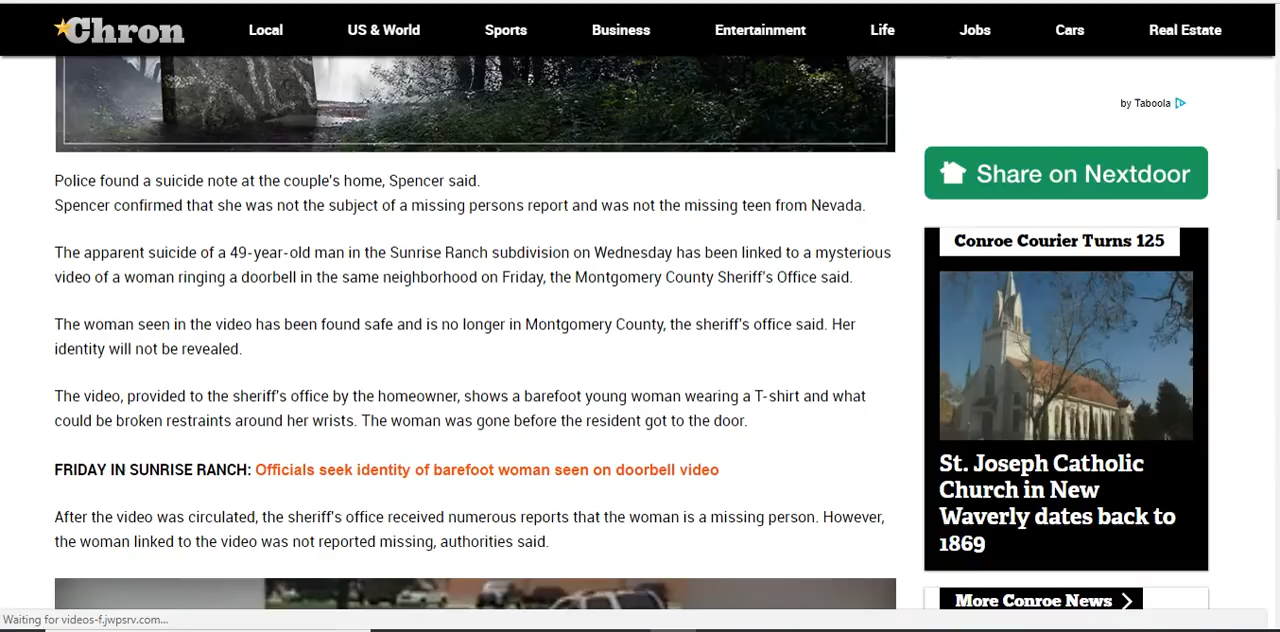 Chron
Local
US & World
Sports
Business
Entertainment
Life
Jobs
Cars
Real Estate
Police found a suicide note at the couple's home, Spencer said.
Spencer confirmed that she was not the subject of a missing persons report and was not the missing teen from Nevada.
The apparent suicide of a 49-year-old man in the Sunrise Ranch subdivision on Wednesday has been linked to a mysterious
video of a woman ringing a doorbell in the same neighborhood on Friday, the Montgomery County Sheriff's Office said.
The woman seen in the video has been found safe and is no longer in Montgomery County, the sheriff's office said. Her
identity will not be revealed.
The video, provided to the sheriff's office by the homeowner, shows a barefoot young woman wearing a T-shirt and what
could be broken restraints around her wrists. The woman was gone before the resident got to the door.
FRIDAY IN SUNRISE RANCH: Officials seek identity of barefoot woman seen on doorbell video
After the video was circulated, the sheriff's office received numerous reports that the woman is a missing person. However,
the woman linked to the video was not reported missing, authorities said.
by Taboola
Share on Nextdoor
Conroe Courier Turns 125
St. Joseph Catholic
Church in New
Waverly dates back to
1869
More Conroe News
Waiting for videos-f.jwpsrv.com...